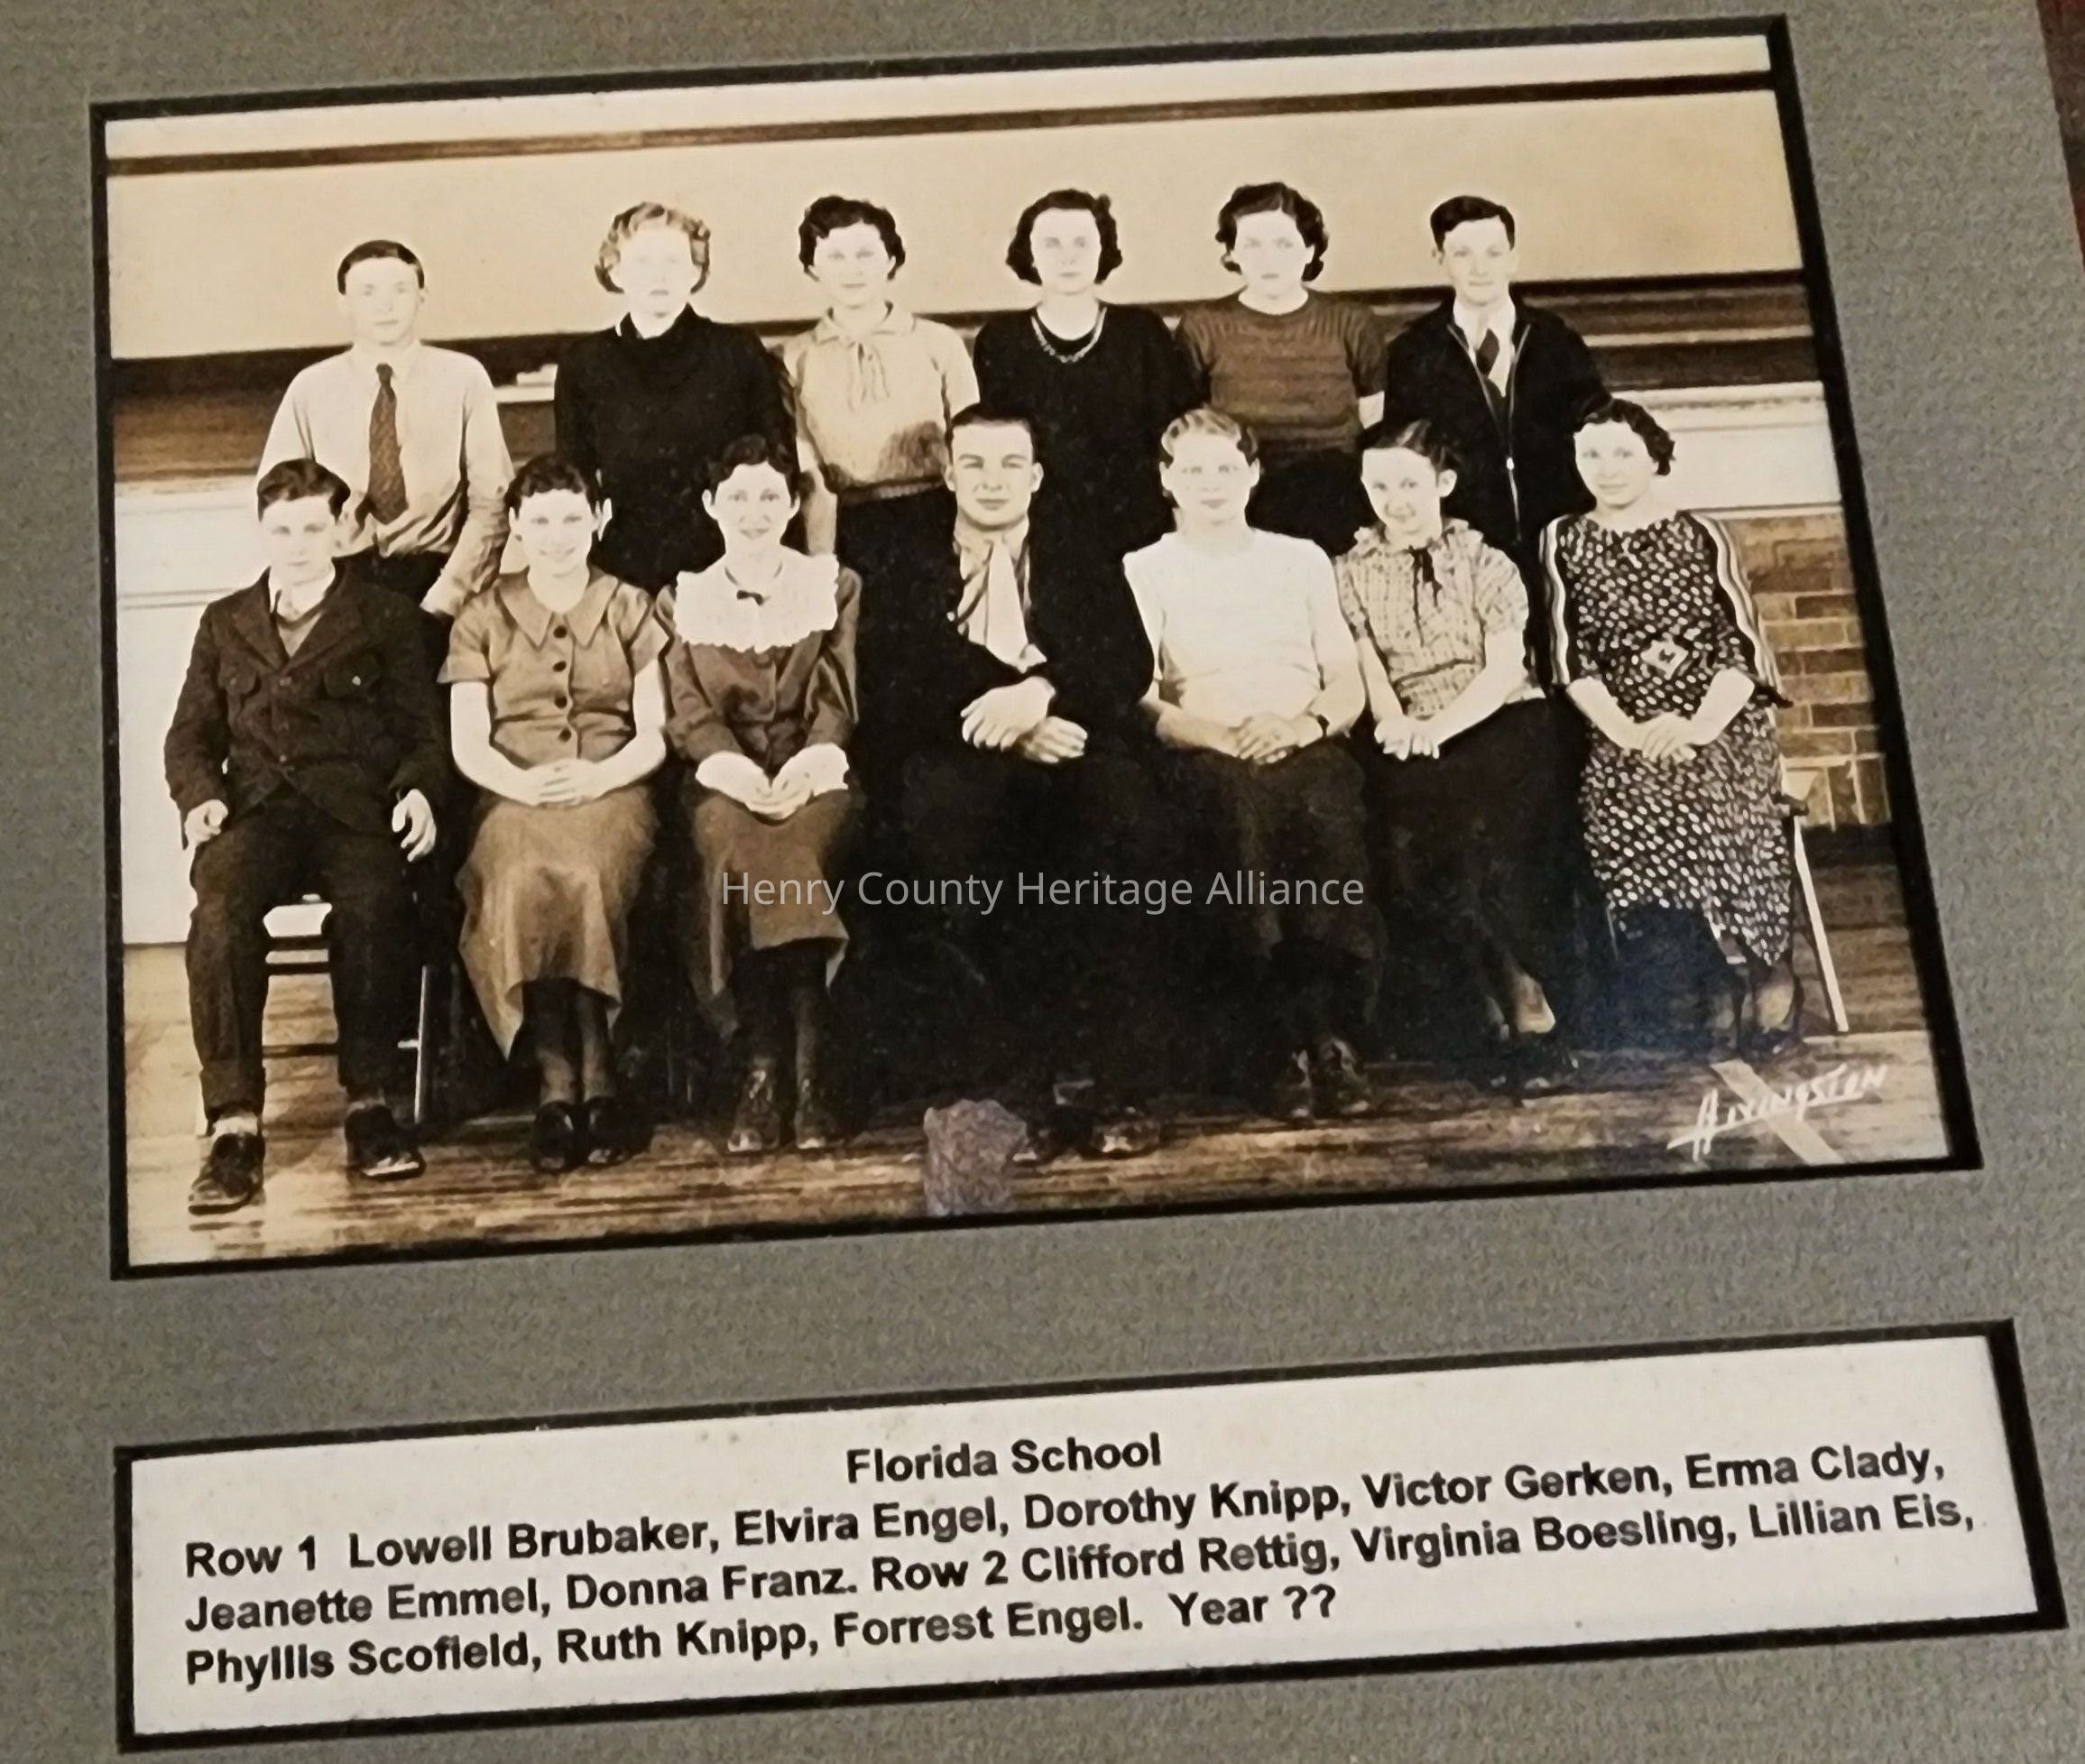 Henry County Heritage Alliance
Florida School
Row 1 Lowell Brubaker, Elvira Engel, Dorothy Knipp, Victor Gerken, Erma Clady,
Jeanette Emmel, Donna Franz. Row 2 Clifford Rettig, Virginia Boesling, Lillian Eis,
Phyllis Scofield, Ruth Knipp, Forrest Engel. Year ??